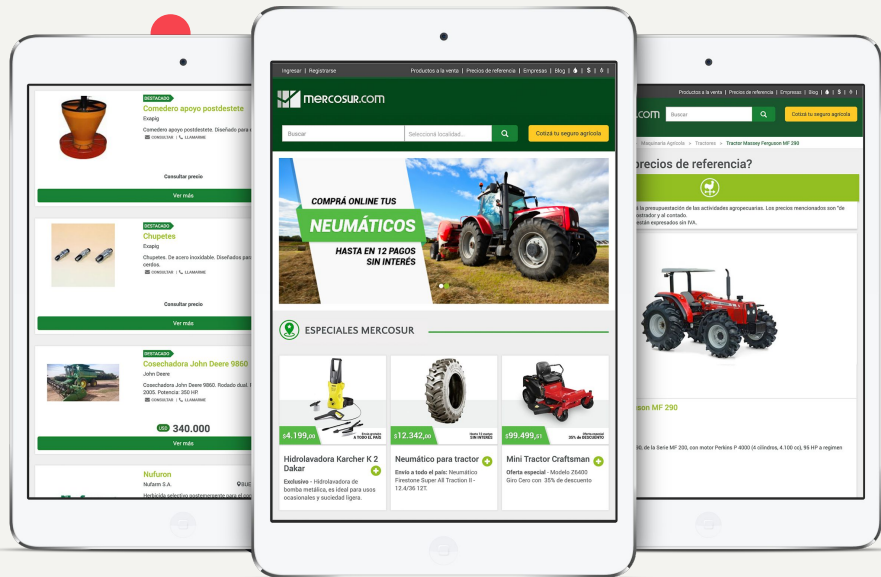 DESTACADO
Comedero apoyo postdestete
Exapig
Comedero apoyo postdestete. Diseñado para
CONSULTAR | LLAMARME
Consultar precio
Ver más
DESTACADO
Chupetes
Exapig
Chupetes. De acero inoxidable. Diseñados
cerdos.
CONSULTAR | LLAMARME
Consultar precio
Ver más
DESTACADO
Cosechadora John Deere 9860
John Deere
Cosechadora John Deere 9860. Rodado dual.
2005. Potencia: 350 HP.
CONSULTAR | LLAMARME
USD 340.000
Ver más
Nufuron
Nufarm S.A.
Herbicida selectivo postemergente para el
Ingresar | Registrarse
Productos a la venta | Precios de referencia | Empresas | Blog | $
mercosur.com
Buscar
Seleccioná localidad...
Cotizá tu seguro agrícola
COMPRÁ ONLINE TUS
NEUMÁTICOS
HASTA EN 12 PAGOS
SIN INTERÉS
ESPECIALES MERCOSUR
$4.199,00
Envío gratuito
A TODO EL PAÍS
Hidrolavadora Karcher K 2
Dakar
Exclusivo - Hidrolavadora de
bomba metálica, es ideal para usos
ocasionales y suciedad ligera.
$12.342,00
Hasta 12 pagos
SIN INTERÉS
Neumático para tractor
Envío a todo el país: Neumático
Firestone Super All Traction II -
12.4/36 12T.
$99.499,51
Oferta especial
35% de DESCUENTO
Mini Tractor Craftsman
Oferta especial - Modelo Z6400
Giro Cero con 35% de descuento
Productos a la venta | Precios de referencia | Empresas | Blog | $
.com
Buscar
Cotizá tu seguro agrícola
Maquinaria Agrícola > Tractores > Tractor Massey Ferguson MF 290
precios de referencia?
la presupuestación de las actividades agropecuarias. Los precios mencionados son "de
ostrador y al contado.
están expresados sin IVA.
son MF 290
de la Serie MF 200, con motor Perkins P 4000 (4 cilindros, 4.100 cc), 95 HP a regimen